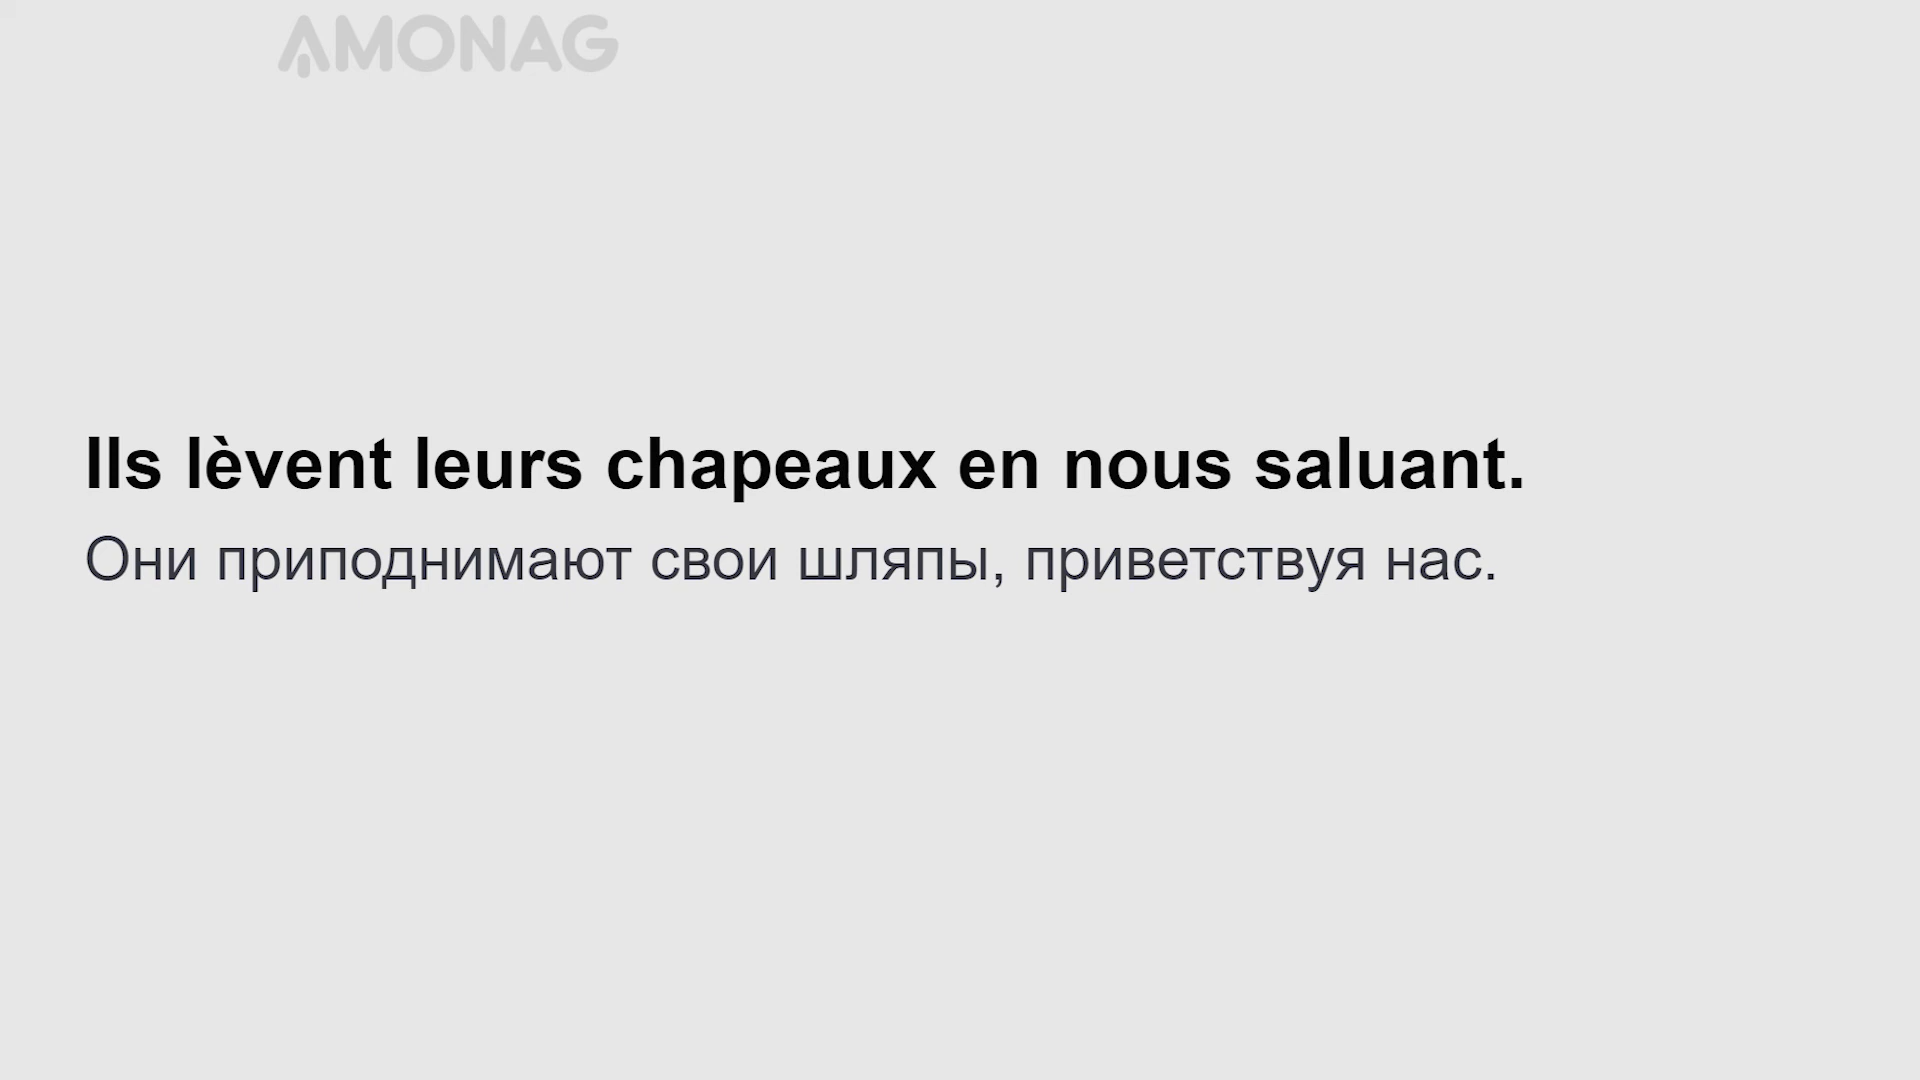 AMONAG
Ils lèvent leurs chapeaux en nous saluant.
Они приподнимают свои шляпы, приветствуя нас.